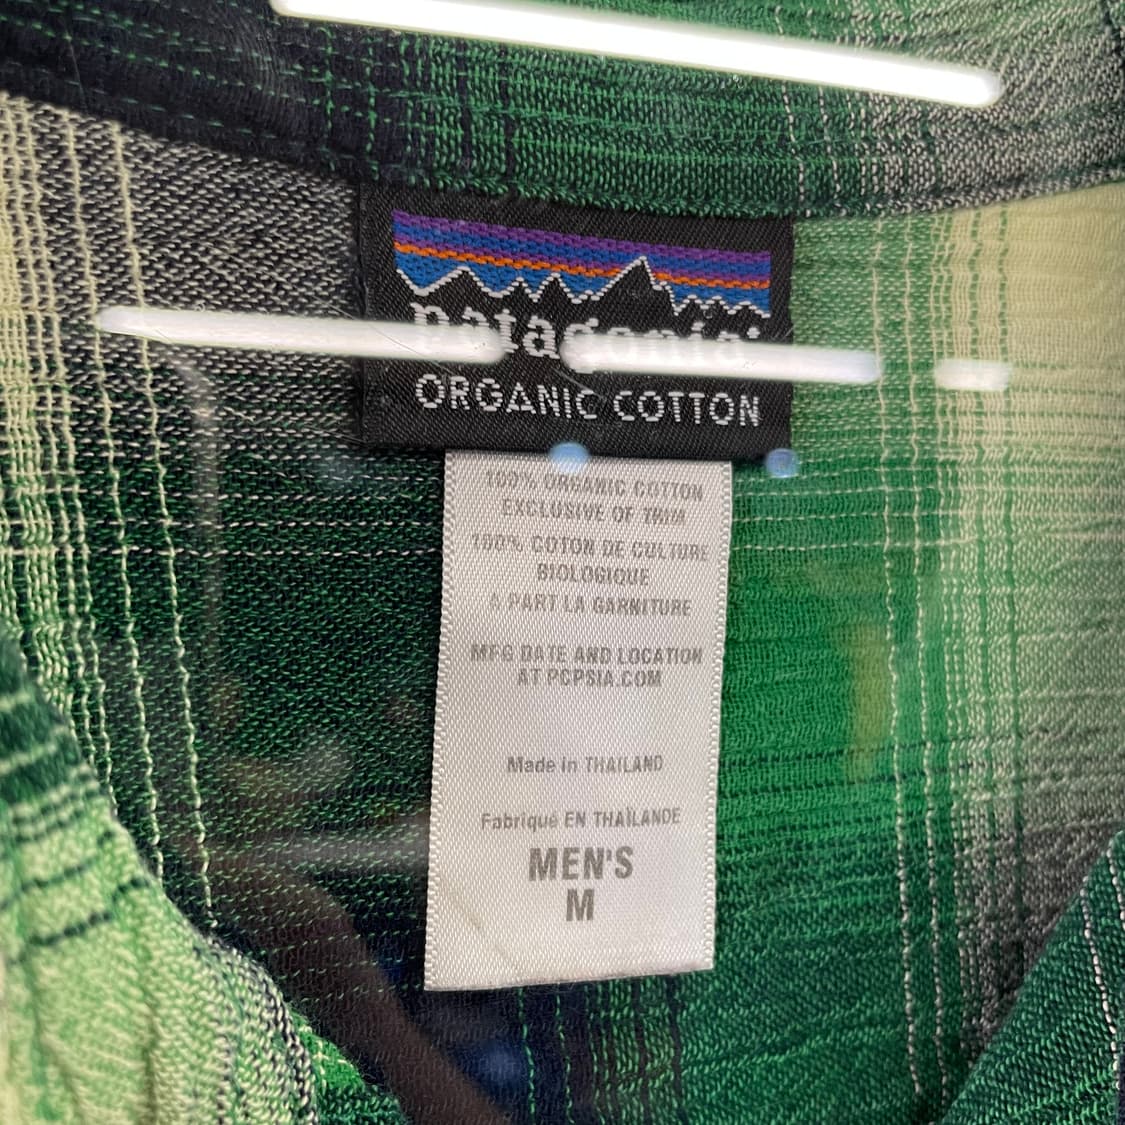 patagonia
ORGANIC COTTON
100% ORGANIC COTTON
EXCLUSIVE OF TRIM
100% COTON DE CULTURE
BIOLOGIQUE
A PART LA GARNITURE
MFG DATE AND LOCATION
AT PCPSIA.COM
Made in THAILAND
Fabriqué EN THAÏLANDE
MEN'S
M